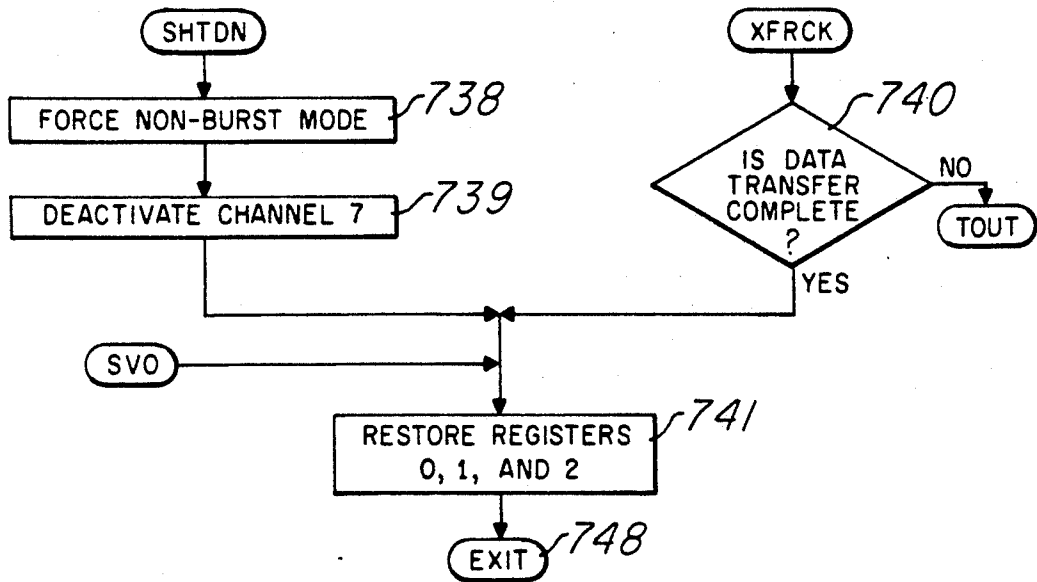 SHTDN
XFRCK
FORCE NON-BURST MODE
738
740
DEACTIVATE CHANNEL 7
739
IS DATA
TRANSFER
COMPLETE
?
NO
TOUT
YES
SVO
RESTORE REGISTERS
0, 1, AND 2
741
EXIT
748